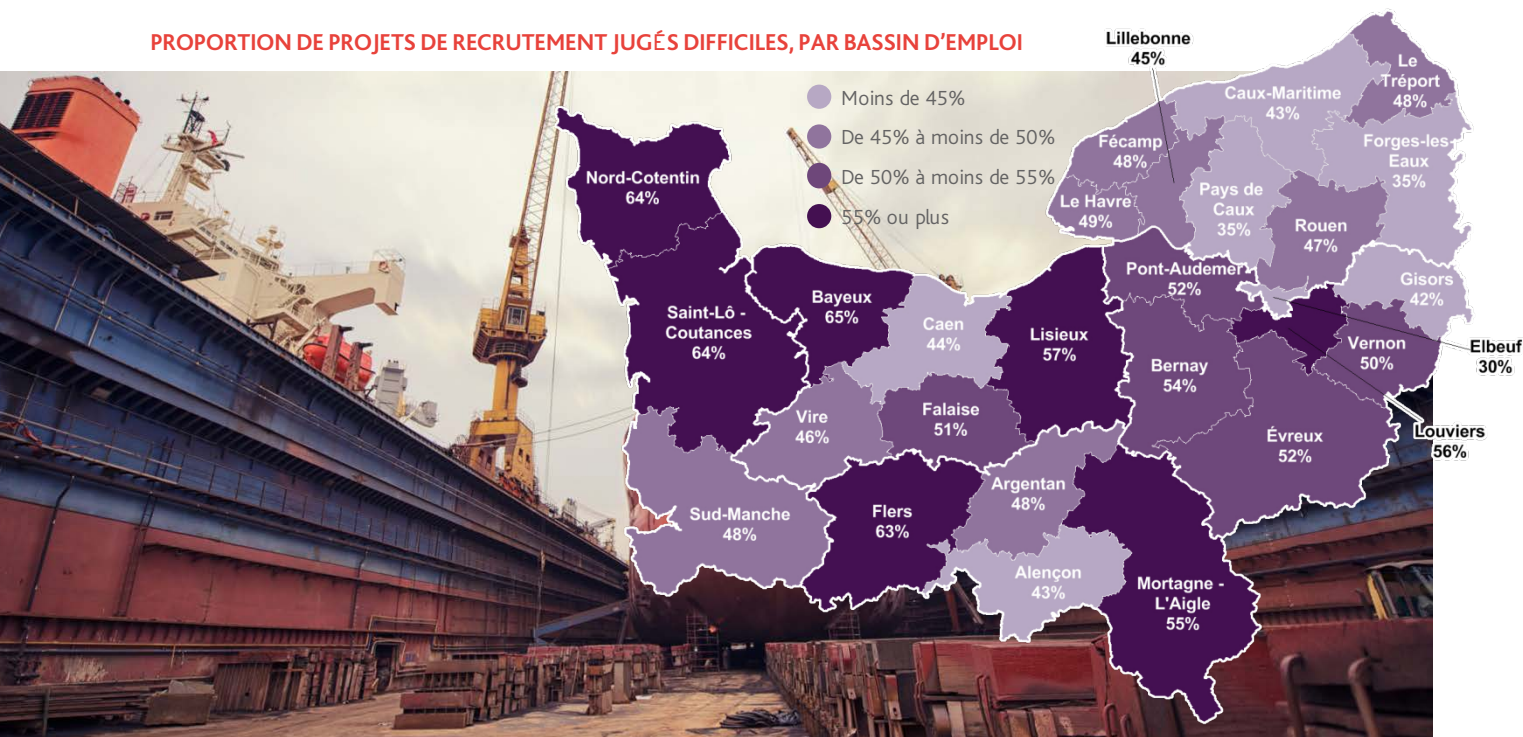 PROPORTION DE PROJETS DE RECRUTEMENT JUGÉS DIFFICILES, PAR BASSIN D'EMPLOI
Moins de 45%
De 45% à moins de 50%
De 50% à moins de 55%
55% ou plus
Lillebonne
45%
Le
Tréport
48%
Caux-Maritime
43%
Fécamp
48%
Forges-les-
Eaux
35%
Pays de
Caux
35%
Le Havre
49%
Rouen
47%
Nord-Cotentin
64%
Pont-Audemer
52%
Gisors
42%
Bayeux
65%
Saint-Lô -
Coutances
64%
Caen
44%
Lisieux
57%
Vernon
50%
Elbeuf
30%
Bernay
54%
Vire
46%
Falaise
51%
Louviers
56%
Évreux
52%
Argentan
48%
Sud-Manche
48%
Flers
63%
Alençon
43%
Mortagne -
L'Aigle
55%